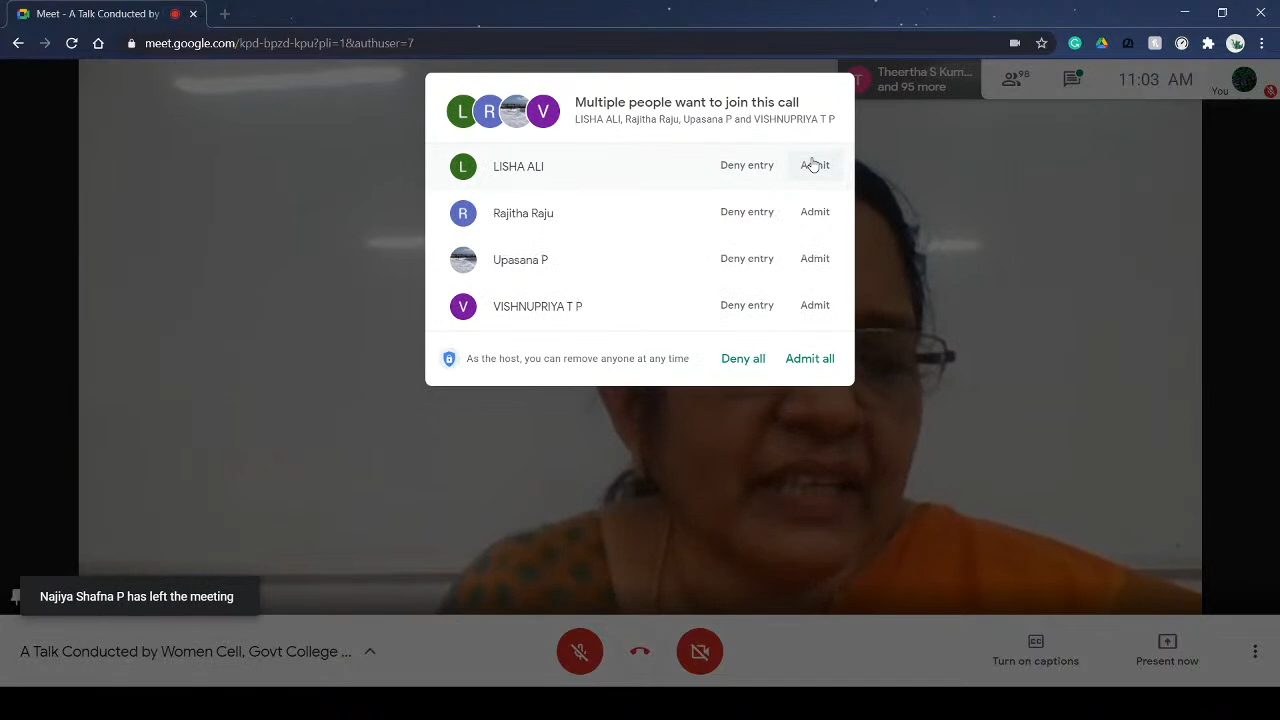 Meet - A Talk Conducted by
meet.google.com/kpd-bpzd-kpu?pli=1&authuser=7
Theertha S Kum...
and 95 more
98
11:03 AM
You
L R V
Multiple people want to join this call
LISHA ALI, Rajitha Raju, Upasana P and VISHNUPRIYA T P
L LISHA ALI Deny entry Admit
R Rajitha Raju Deny entry Admit
Upasana P Deny entry Admit
V VISHNUPRIYA T P Deny entry Admit
As the host, you can remove anyone at any time Deny all Admit all
Najiya Shafna P has left the meeting
A Talk Conducted by Women Cell, Govt College ...
CC
Turn on captions
Present now